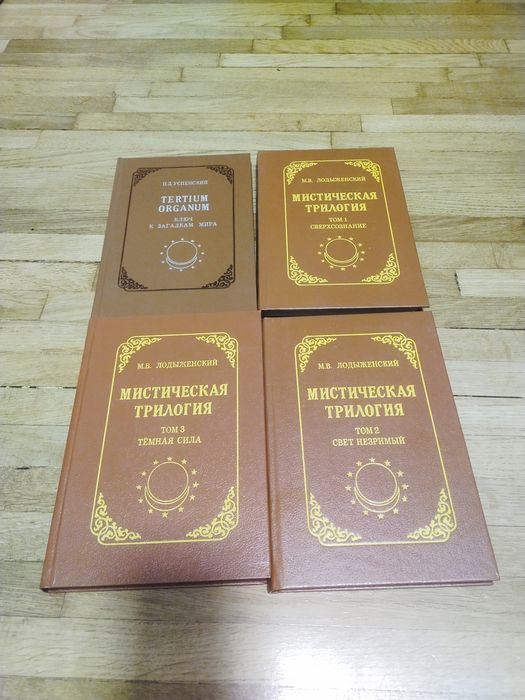 П.Д. УСПЕНСКИЙ
TERTIUM
ORGANUM
КЛЮЧ
К ЗАГАДКАМ МИРА
М.В. ЛОДЫЖЕНСКИЙ
МИСТИЧЕСКАЯ
ТРИЛОГИЯ
ТОМ 1
СВЕРХСОЗНАНИЕ
М.В. ЛОДЫЖЕНСКИЙ
МИСТИЧЕСКАЯ
ТРИЛОГИЯ
ТОМ 3
ТЁМНАЯ СИЛА
М.В. ЛОДЫЖЕНСКИЙ
МИСТИЧЕСКАЯ
ТРИЛОГИЯ
ТОМ 2
СВЕТ НЕЗРИМЫЙ